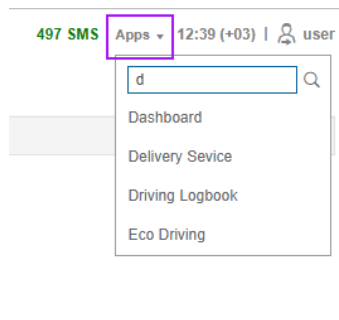 497 SMS Apps 12:39 (+03) | user
d
Dashboard
Delivery Sevice
Driving Logbook
Eco Driving